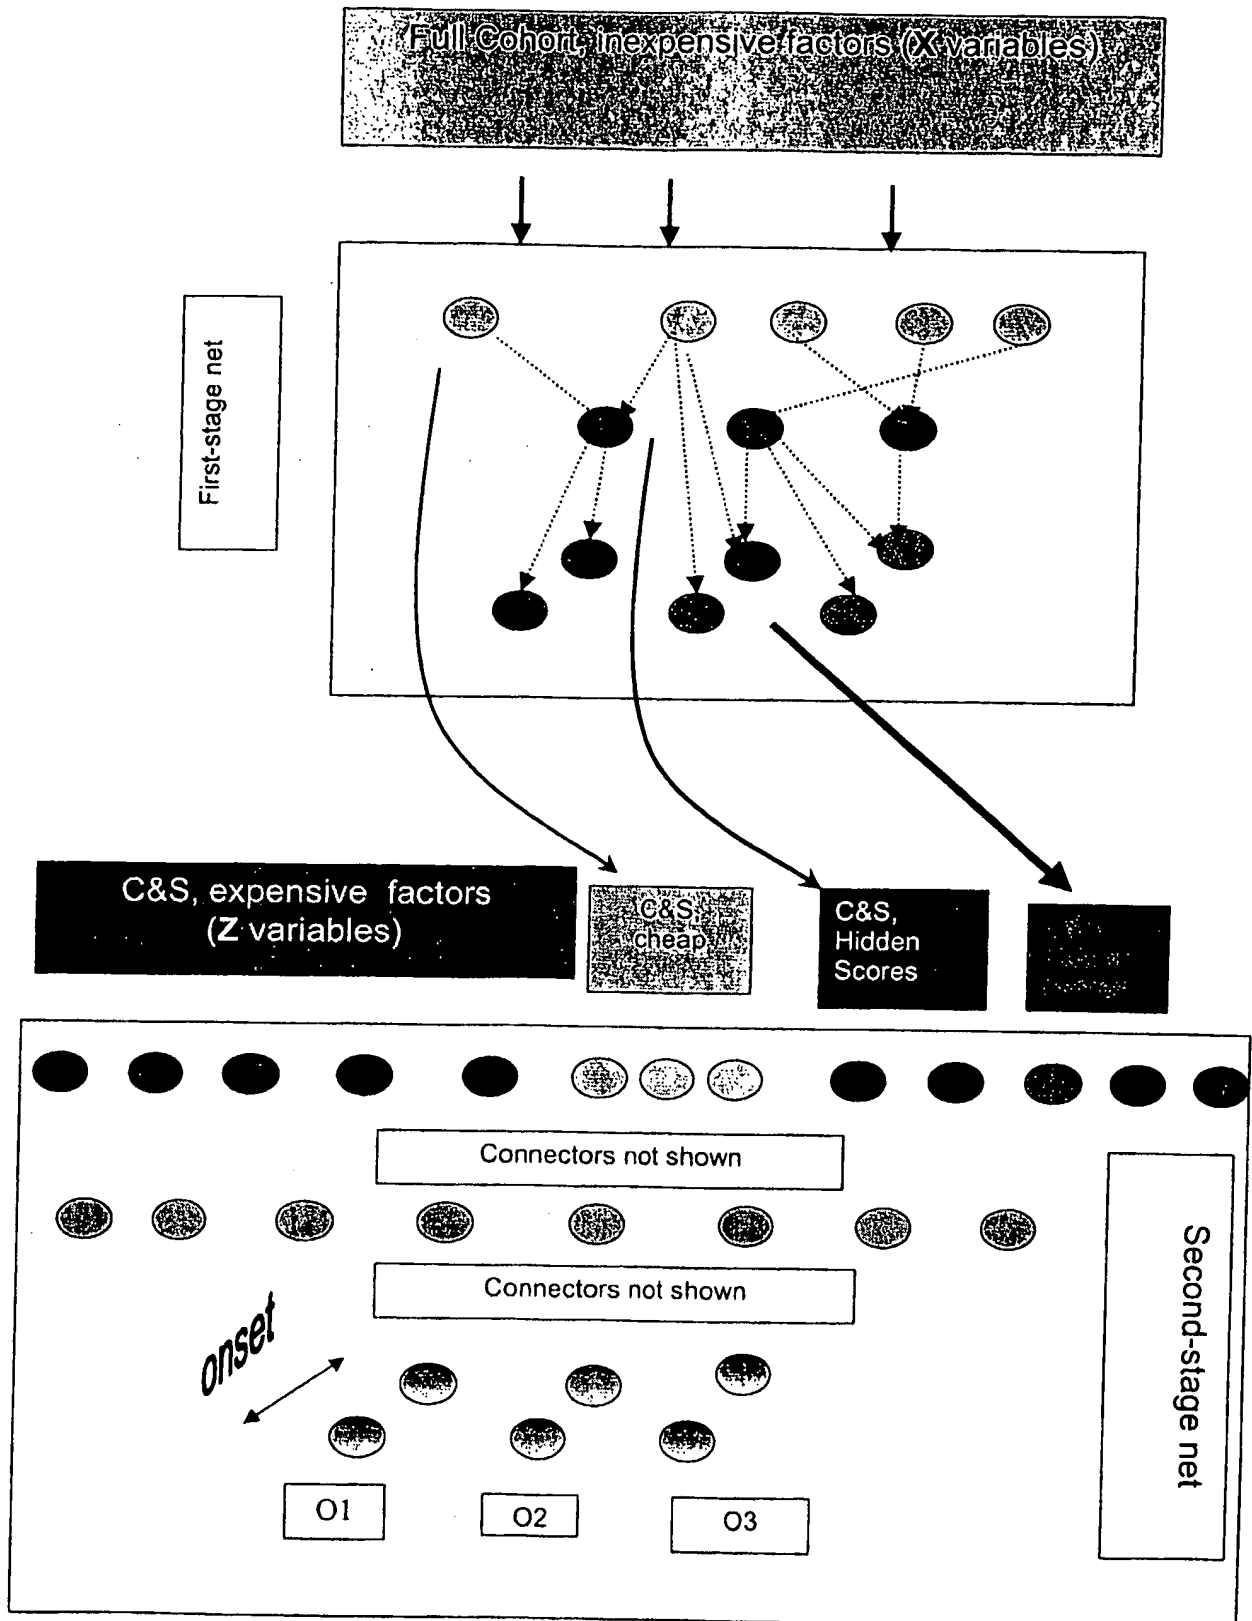 Full Cohort, inexpensive factors (X variables)
First-stage net
C&S, expensive factors
(Z variables)
C&S,
cheap
C&S,
Hidden
Scores
Connectors not shown
Connectors not shown
onset
Second-stage net
O1
O2
O3